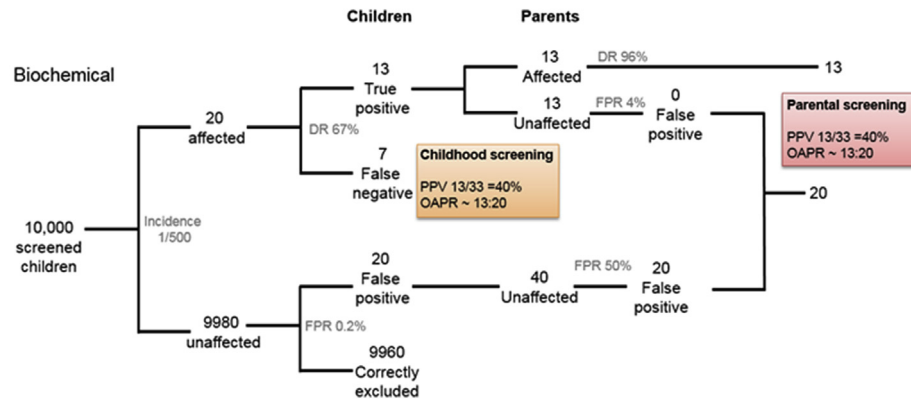 Children
Parents
Biochemical
10,000
screened
children
Incidence
1/500
20
affected
9980
unaffected
DR 67%
FPR 0.2%
13
True
positive
7
False
negative
Childhood screening
PPV 13/33 =40%
OAPR ~ 13:20
20
False
positive
9960
Correctly
excluded
13
Affected
DR 96%
13
13
Unaffected
FPR 4%
0
False
positive
Parental screening
PPV 13/33 =40%
OAPR ~ 13:20
20
40
Unaffected
FPR 50%
20
False
positive